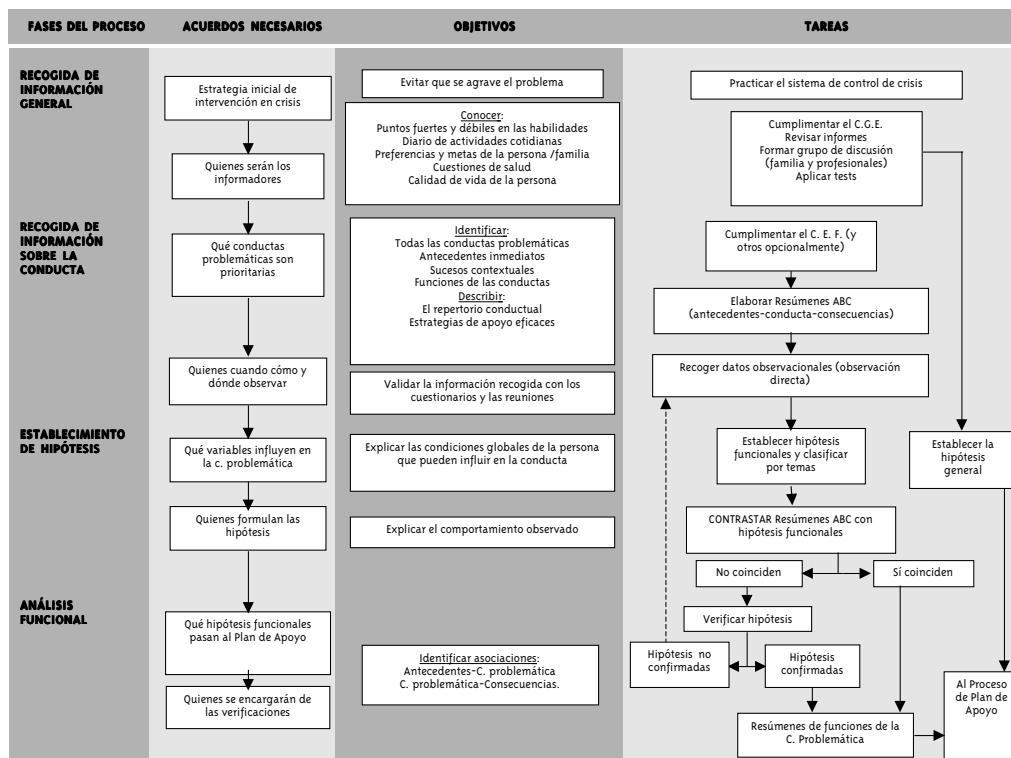 FASES DEL PROCESO
ACUERDOS NECESARIOS
OBJETIVOS
TAREAS
RECOGIDA DE
INFORMACIÓN
GENERAL
Estrategia inicial de
intervención en crisis
Quienes serán los
informadores
Evitar que se agrave el problema
Conocer:
Puntos fuertes y débiles en las habilidades
Diario de actividades cotidianas
Preferencias y metas de la persona /familia
Cuestiones de salud
Calidad de vida de la persona
Practicar el sistema de control de crisis
Cumplimentar el C.G.E.
Revisar informes
Formar grupo de discusión
(familia y profesionales)
Aplicar tests
RECOGIDA DE
INFORMACIÓN
SOBRE LA
CONDUCTA
Qué conductas
problemáticas son
prioritarias
Quienes cuando cómo y
dónde observar
Identificar:
Todas las conductas problemáticas
Antecedentes inmediatos
Sucesos contextuales
Funciones de las conductas
Describir:
El repertorio conductual
Estrategias de apoyo eficaces
Validar la información recogida con los
cuestionarios y las reuniones
Cumplimentar el C. E. F. (y
otros opcionalmente)
Elaborar Resúmenes ABC
(antecedentes-conducta-consecuencias)
Recoger datos observacionales (observación
directa)
ESTABLECIMIENTO
DE HIPÓTESIS
Qué variables influyen en
la c. problemática
Quienes formulan las
hipótesis
Explicar las condiciones globales de la persona
que pueden influir en la conducta
Explicar el comportamiento observado
Establecer hipótesis
funcionales y clasificar
por temas
Establecer la
hipótesis
general
CONTRASTAR Resúmenes ABC con
hipótesis funcionales
No coinciden
Sí coinciden
ANÁLISIS
FUNCIONAL
Qué hipótesis funcionales
pasan al Plan de Apoyo
Quienes se encargarán de
las verificaciones
Identificar asociaciones:
Antecedentes-C. problemática
C. problemática-Consecuencias.
Verificar hipótesis
Hipótesis no
confirmadas
Hipótesis
confirmadas
Resúmenes de funciones de la
C. Problemática
Al Proceso
de Plan de
Apoyo